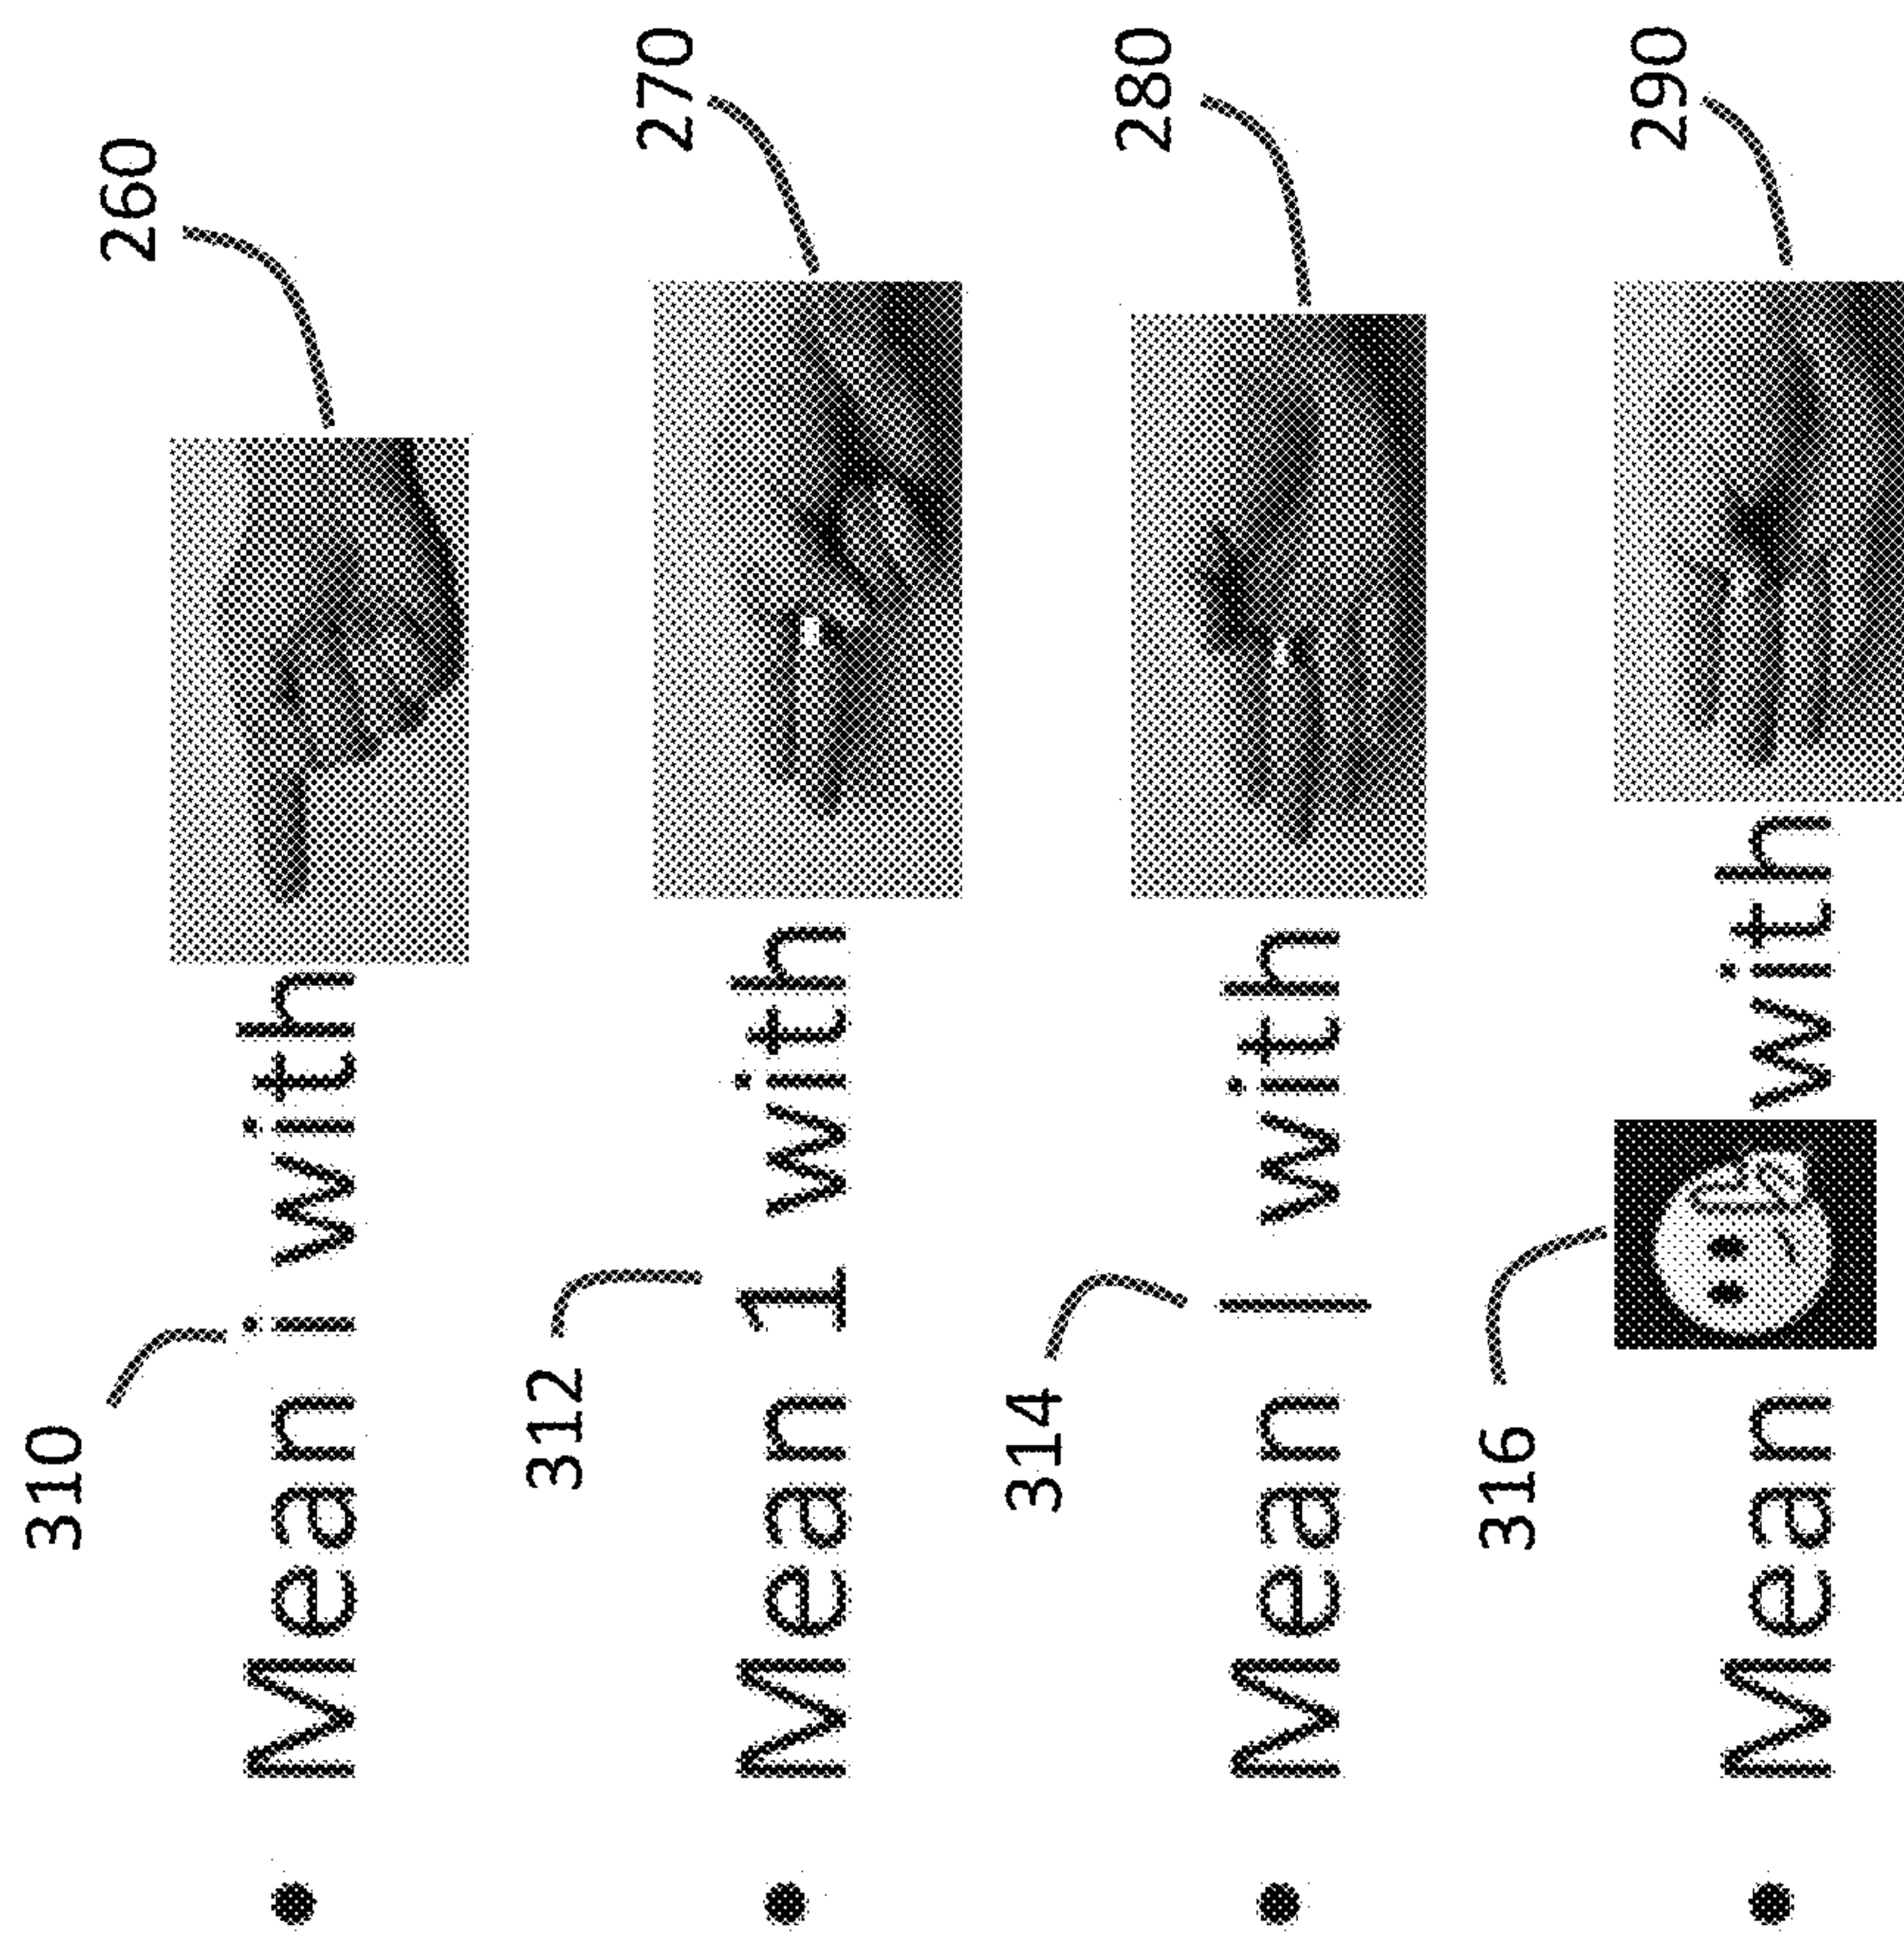 310 260
• Mean i with
312 270
• Mean 1 with
314 280
• Mean | with
316 290
• Mean with